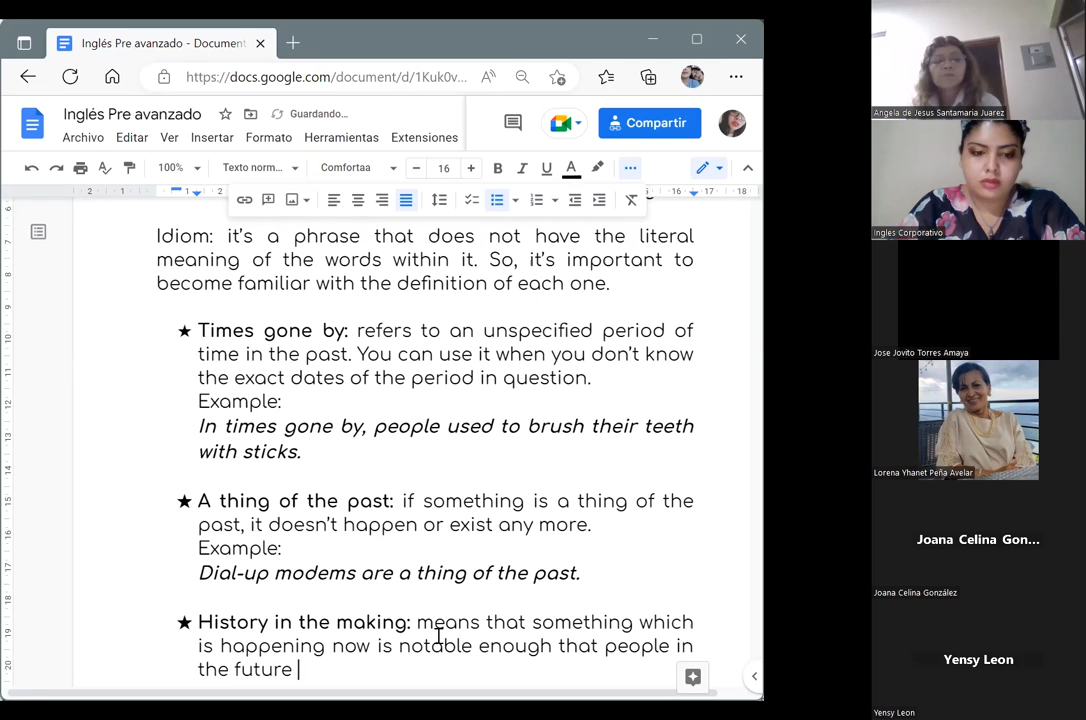 Inglés Pre avanzado - Document
https://docs.google.com/document/d/1Kuk0v...
Inglés Pre avanzado
Guardando...
Archivo Editar Ver Insertar Formato Herramientas Extensiones
Compartir
100% Texto norm... Comfortaa 16
2 1 1 2 16 17 18
Idiom: it's a phrase that does not have the literal
meaning of the words within it. So, it's important to
become familiar with the definition of each one.
★ Times gone by: refers to an unspecified period of
time in the past. You can use it when you don't know
the exact dates of the period in question.
Example:
In times gone by, people used to brush their teeth
with sticks.
★ A thing of the past: if something is a thing of the
past, it doesn't happen or exist any more.
Example:
Dial-up modems are a thing of the past.
★ History in the making: means that something which
is happening now is notable enough that people in
the future
Angela de Jesus Santamaria Juarez
Ingles Corporativo
Jose Jovito Torres Amaya
Lorena Yhanet Peña Avelar
Joana Celina Gon...
Joana Celina González
Yensy Leon
Yensy Leon